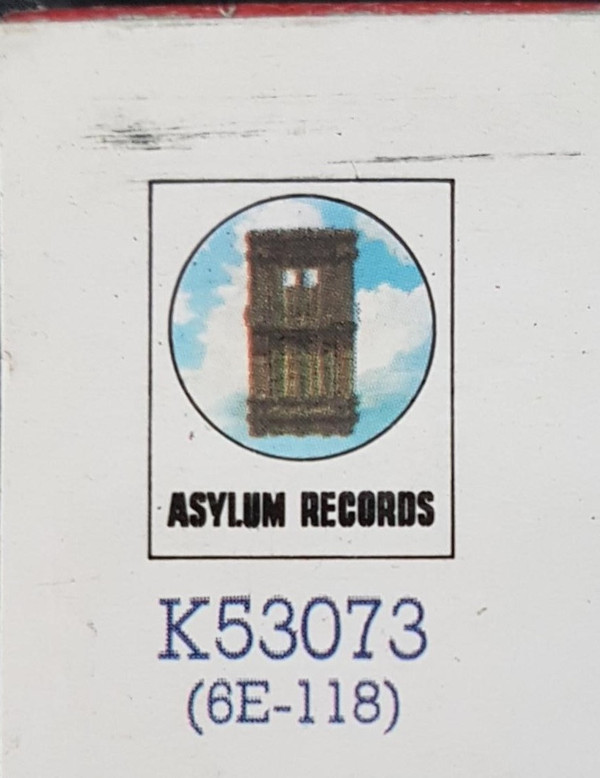 ASYLUM RECORDS
K53073
(6E-118)